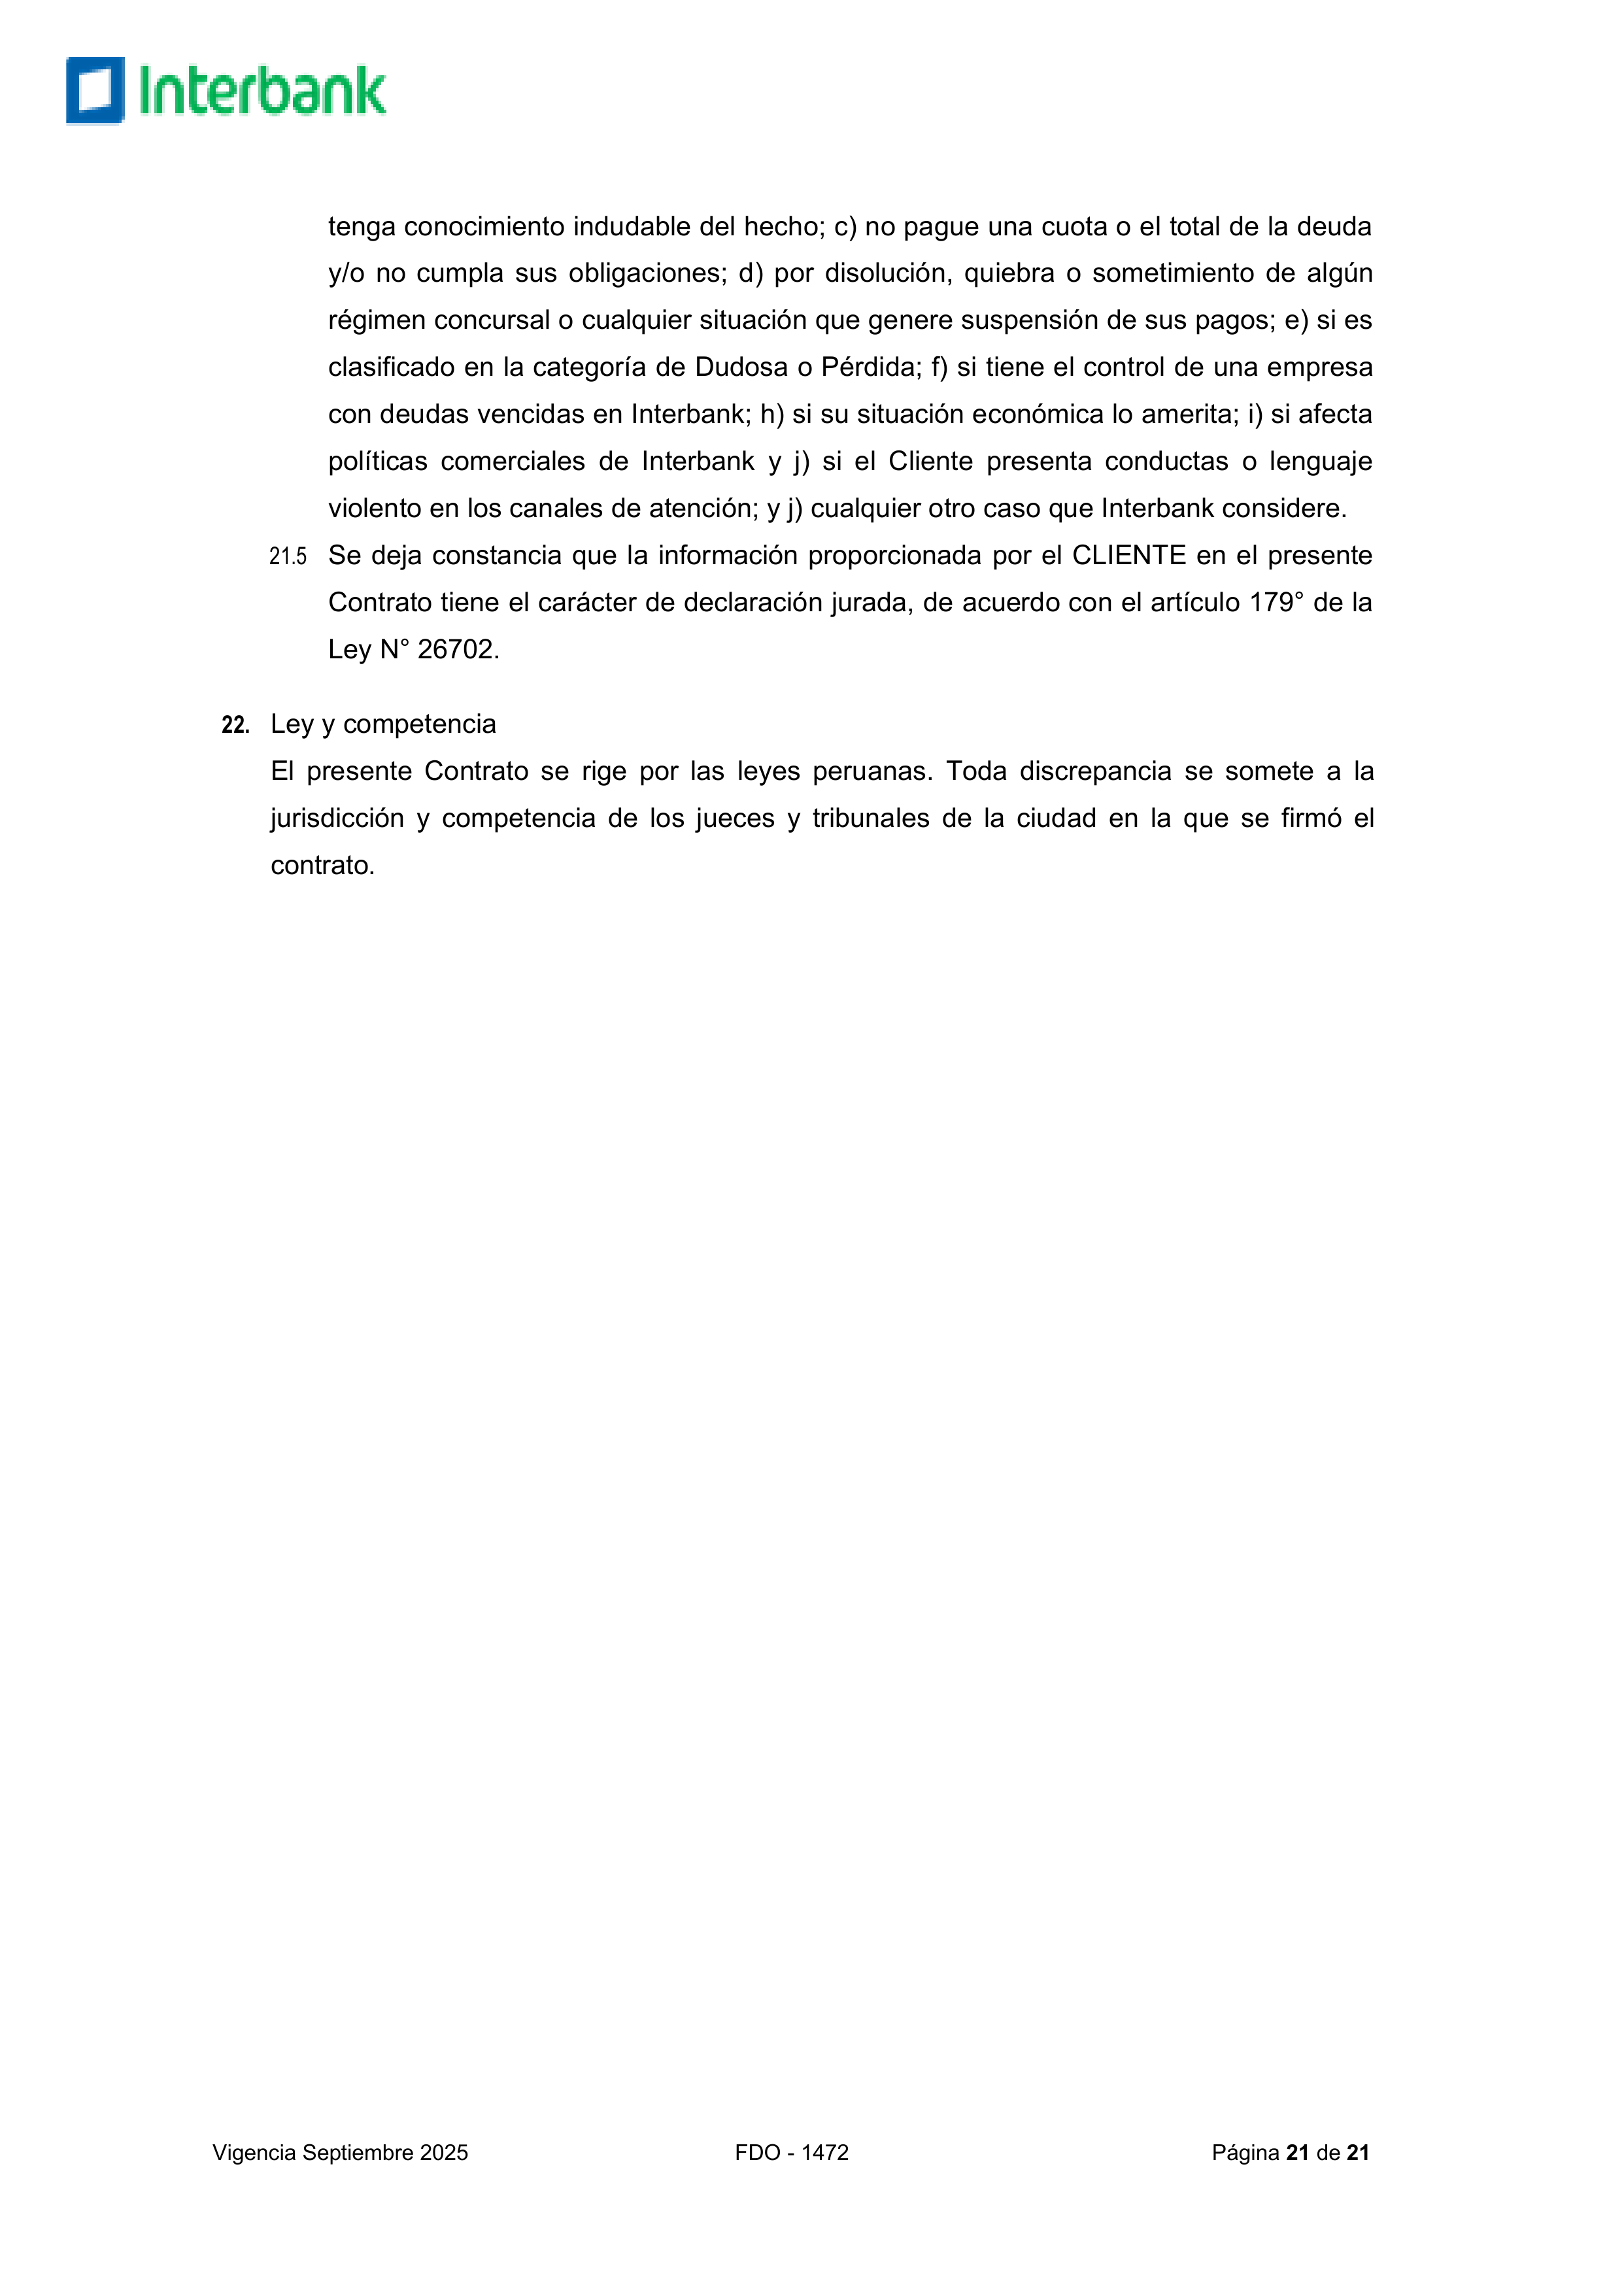 Interbank
tenga conocimiento indudable del hecho; c) no pague una cuota o el total de la deuda
y/o no cumpla sus obligaciones; d) por disolución, quiebra o sometimiento de algún
régimen concursal o cualquier situación que genere suspensión de sus pagos; e) si es
clasificado en la categoría de Dudosa o Pérdida; f) si tiene el control de una empresa
con deudas vencidas en Interbank; h) si su situación económica lo amerita; i) si afecta
políticas comerciales de Interbank y j) si el Cliente presenta conductas o lenguaje
violento en los canales de atención; y j) cualquier otro caso que Interbank considere.
21.5 Se deja constancia que la información proporcionada por el CLIENTE en el presente
Contrato tiene el carácter de declaración jurada, de acuerdo con el artículo 179° de la
Ley N° 26702.
22. Ley y competencia
El presente Contrato se rige por las leyes peruanas. Toda discrepancia se somete a la
jurisdicción y competencia de los jueces y tribunales de la ciudad en la que se firmó el
contrato.
Vigencia Septiembre 2025 FDO - 1472 Página 21 de 21